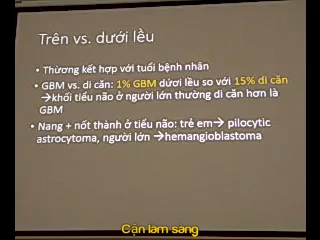 Trên vs. dưới lều
• Thường kết hợp với tuổi bệnh nhân
• GBM vs. di căn: 1% GBM dưới lều so với 15% di căn
→khối tiểu não ở người lớn thường di căn hơn là
GBM
• Nang + nốt thành ở tiểu não: trẻ em→ pilocytic
astrocytoma, người lớn →hemangioblastoma
Cận lâm sàng